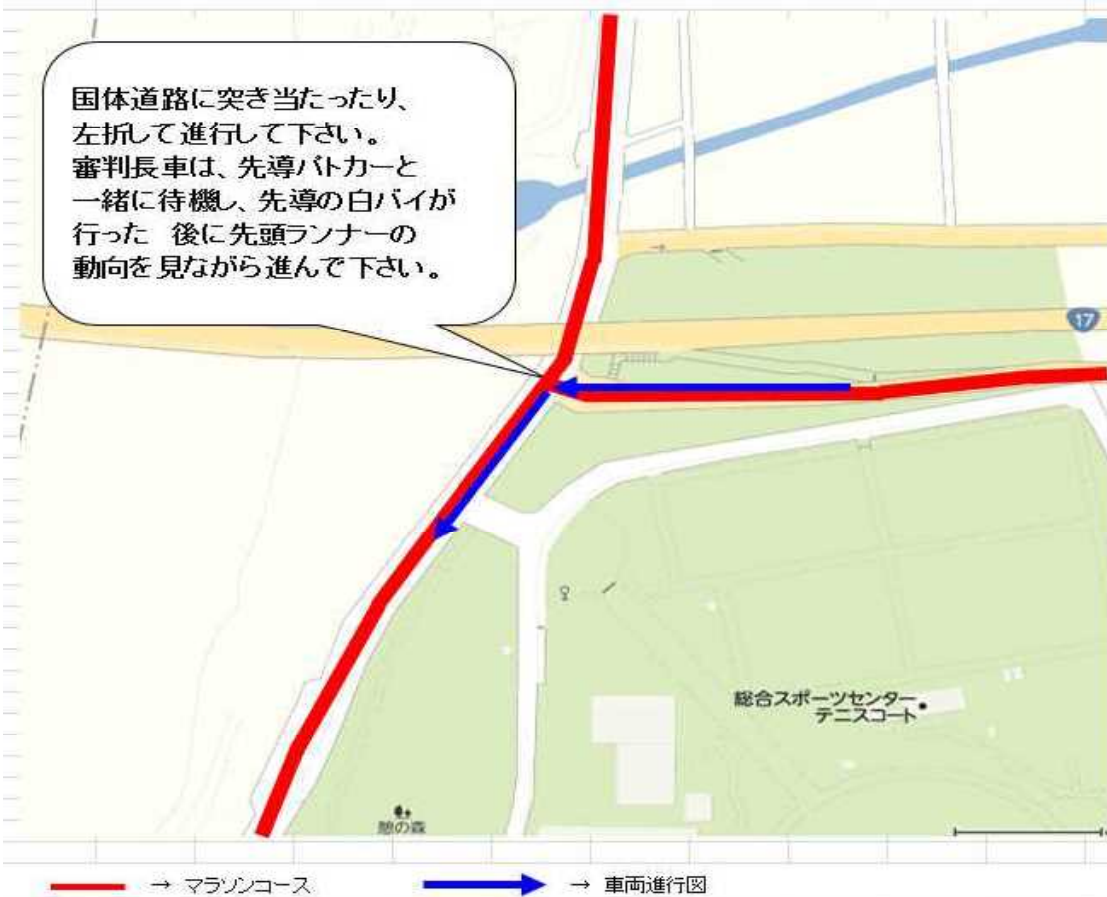 国体道路に突き当たったり、
左折して進行して下さい。
審判長車は、先導パトカーと
一緒に待機し、先導の白バイが
行った 後に先頭ランナーの
動向を見ながら進んで下さい。
17
総合スポーツセンター
テニスコート
憩の森
→ マラソンコース
→ 車両進行図